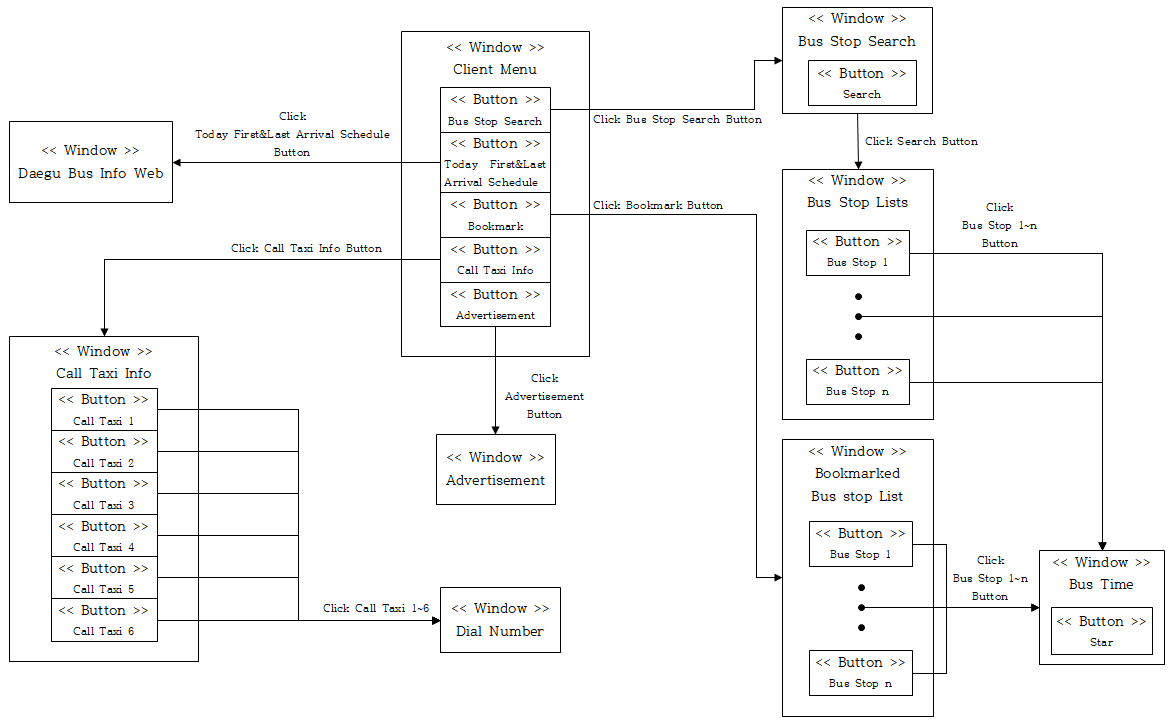 << Window >>
Client Menu
<< Button >>
Bus Stop Search
<< Button >>
Today First&Last
Arrival Schedule
<< Button >>
Bookmark
<< Button >>
Call Taxi Info
<< Button >>
Advertisement
Click
Today First&Last Arrival Schedule
Button
<< Window >>
Daegu Bus Info Web
Click Call Taxi Info Button
<< Window >>
Call Taxi Info
<< Button >>
Call Taxi 1
<< Button >>
Call Taxi 2
<< Button >>
Call Taxi 3
<< Button >>
Call Taxi 4
<< Button >>
Call Taxi 5
<< Button >>
Call Taxi 6
Click Call Taxi 1~6
<< Window >>
Dial Number
Click
Advertisement
Button
<< Window >>
Advertisement
Click Bus Stop Search Button
<< Window >>
Bus Stop Search
<< Button >>
Search
Click Search Button
<< Window >>
Bus Stop Lists
<< Button >>
Bus Stop 1
<< Button >>
Bus Stop n
Click
Bus Stop 1~n
Button
Click Bookmark Button
<< Window >>
Bookmarked
Bus stop List
<< Button >>
Bus Stop 1
<< Button >>
Bus Stop n
Click
Bus Stop 1~n
Button
<< Window >>
Bus Time
<< Button >>
Star